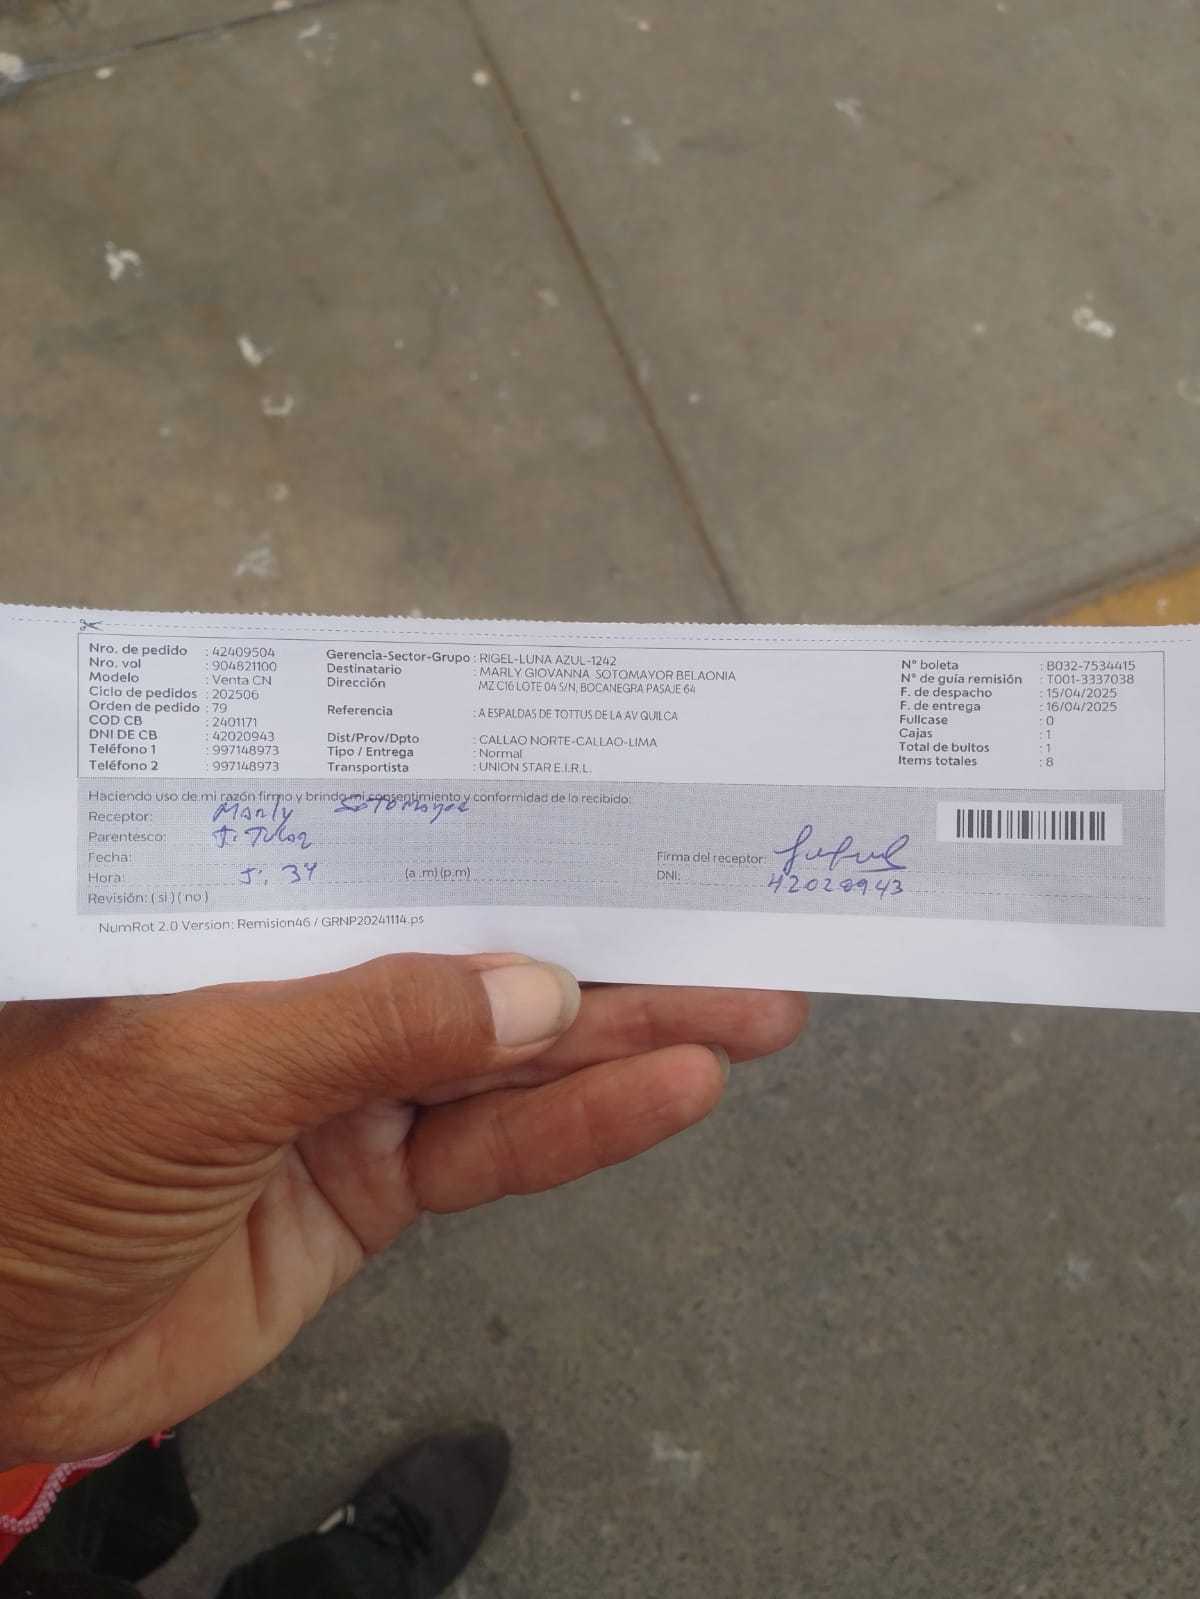 Nro. de pedido : 42409504
Nro. vol : 904821100
Modelo : Venta CN
Ciclo de pedidos : 202506
Orden de pedido : 79
COD CB : 2401171
DNI DE CB : 42020943
Teléfono 1 : 997148973
Teléfono 2 : 997148973
Gerencia-Sector-Grupo : RIGEL-LUNA AZUL-1242
Destinatario : MARLY GIOVANNA SOTOMAYOR BELAONIA
Dirección MZ C16 LOTE 04 S/N, BOCANEGRA PASAJE 64
Referencia : A ESPALDAS DE TOTTUS DE LA AV QUILCA
Dist/Prov/Dpto : CALLAO NORTE-CALLAO-LIMA
Tipo / Entrega : Normal
Transportista : UNION STAR E.I.R.L.
N° boleta : B032-7534415
N° de guía remisión : T001-3337038
F. de despacho : 15/04/2025
F. de entrega : 16/04/2025
Fullcase : 0
Cajas : 1
Total de bultos : 1
Items totales : 8
Haciendo uso de mi razón firmo y brindo mi consentimiento y conformidad de lo recibido:
Receptor: Marly Sotomayor
Parentesco:
Fecha:
Hora: (a .m) (p.m)
Revisión: ( si ) ( no )
Firma del receptor:
DNI: 42020943
NumRot 2.0 Version: Remision46 / GRNP20241114.ps